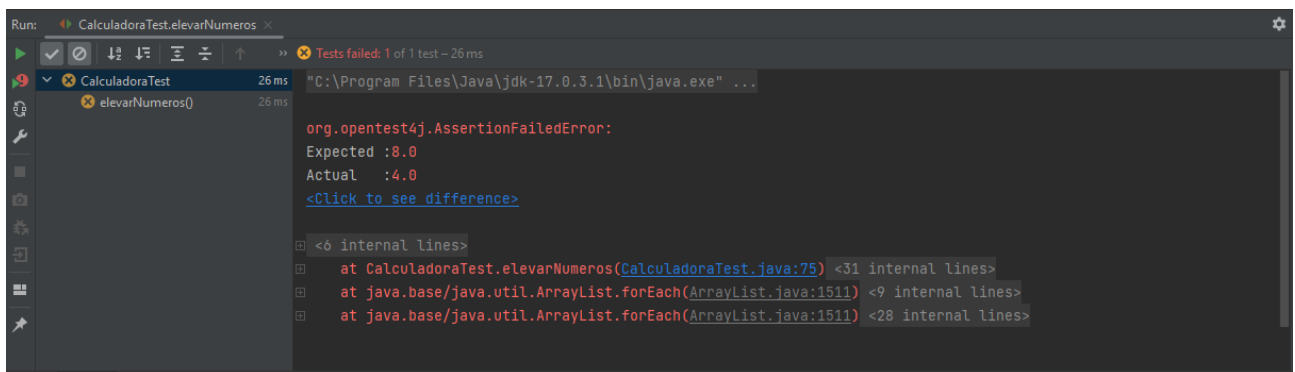 Run: CalculadoraTest.elevarNumeros ×
» Tests failed: 1 of 1 test – 26 ms
CalculadoraTest 26 ms
elevarNumeros() 26 ms
"C:\Program Files\Java\jdk-17.0.3.1\bin\java.exe" ...
org.opentest4j.AssertionFailedError:
Expected :8.0
Actual   :4.0
<Click to see difference>
<6 internal lines>
at CalculadoraTest.elevarNumeros(CalculadoraTest.java:75) <31 internal lines>
at java.base/java.util.ArrayList.forEach(ArrayList.java:1511) <9 internal lines>
at java.base/java.util.ArrayList.forEach(ArrayList.java:1511) <28 internal lines>